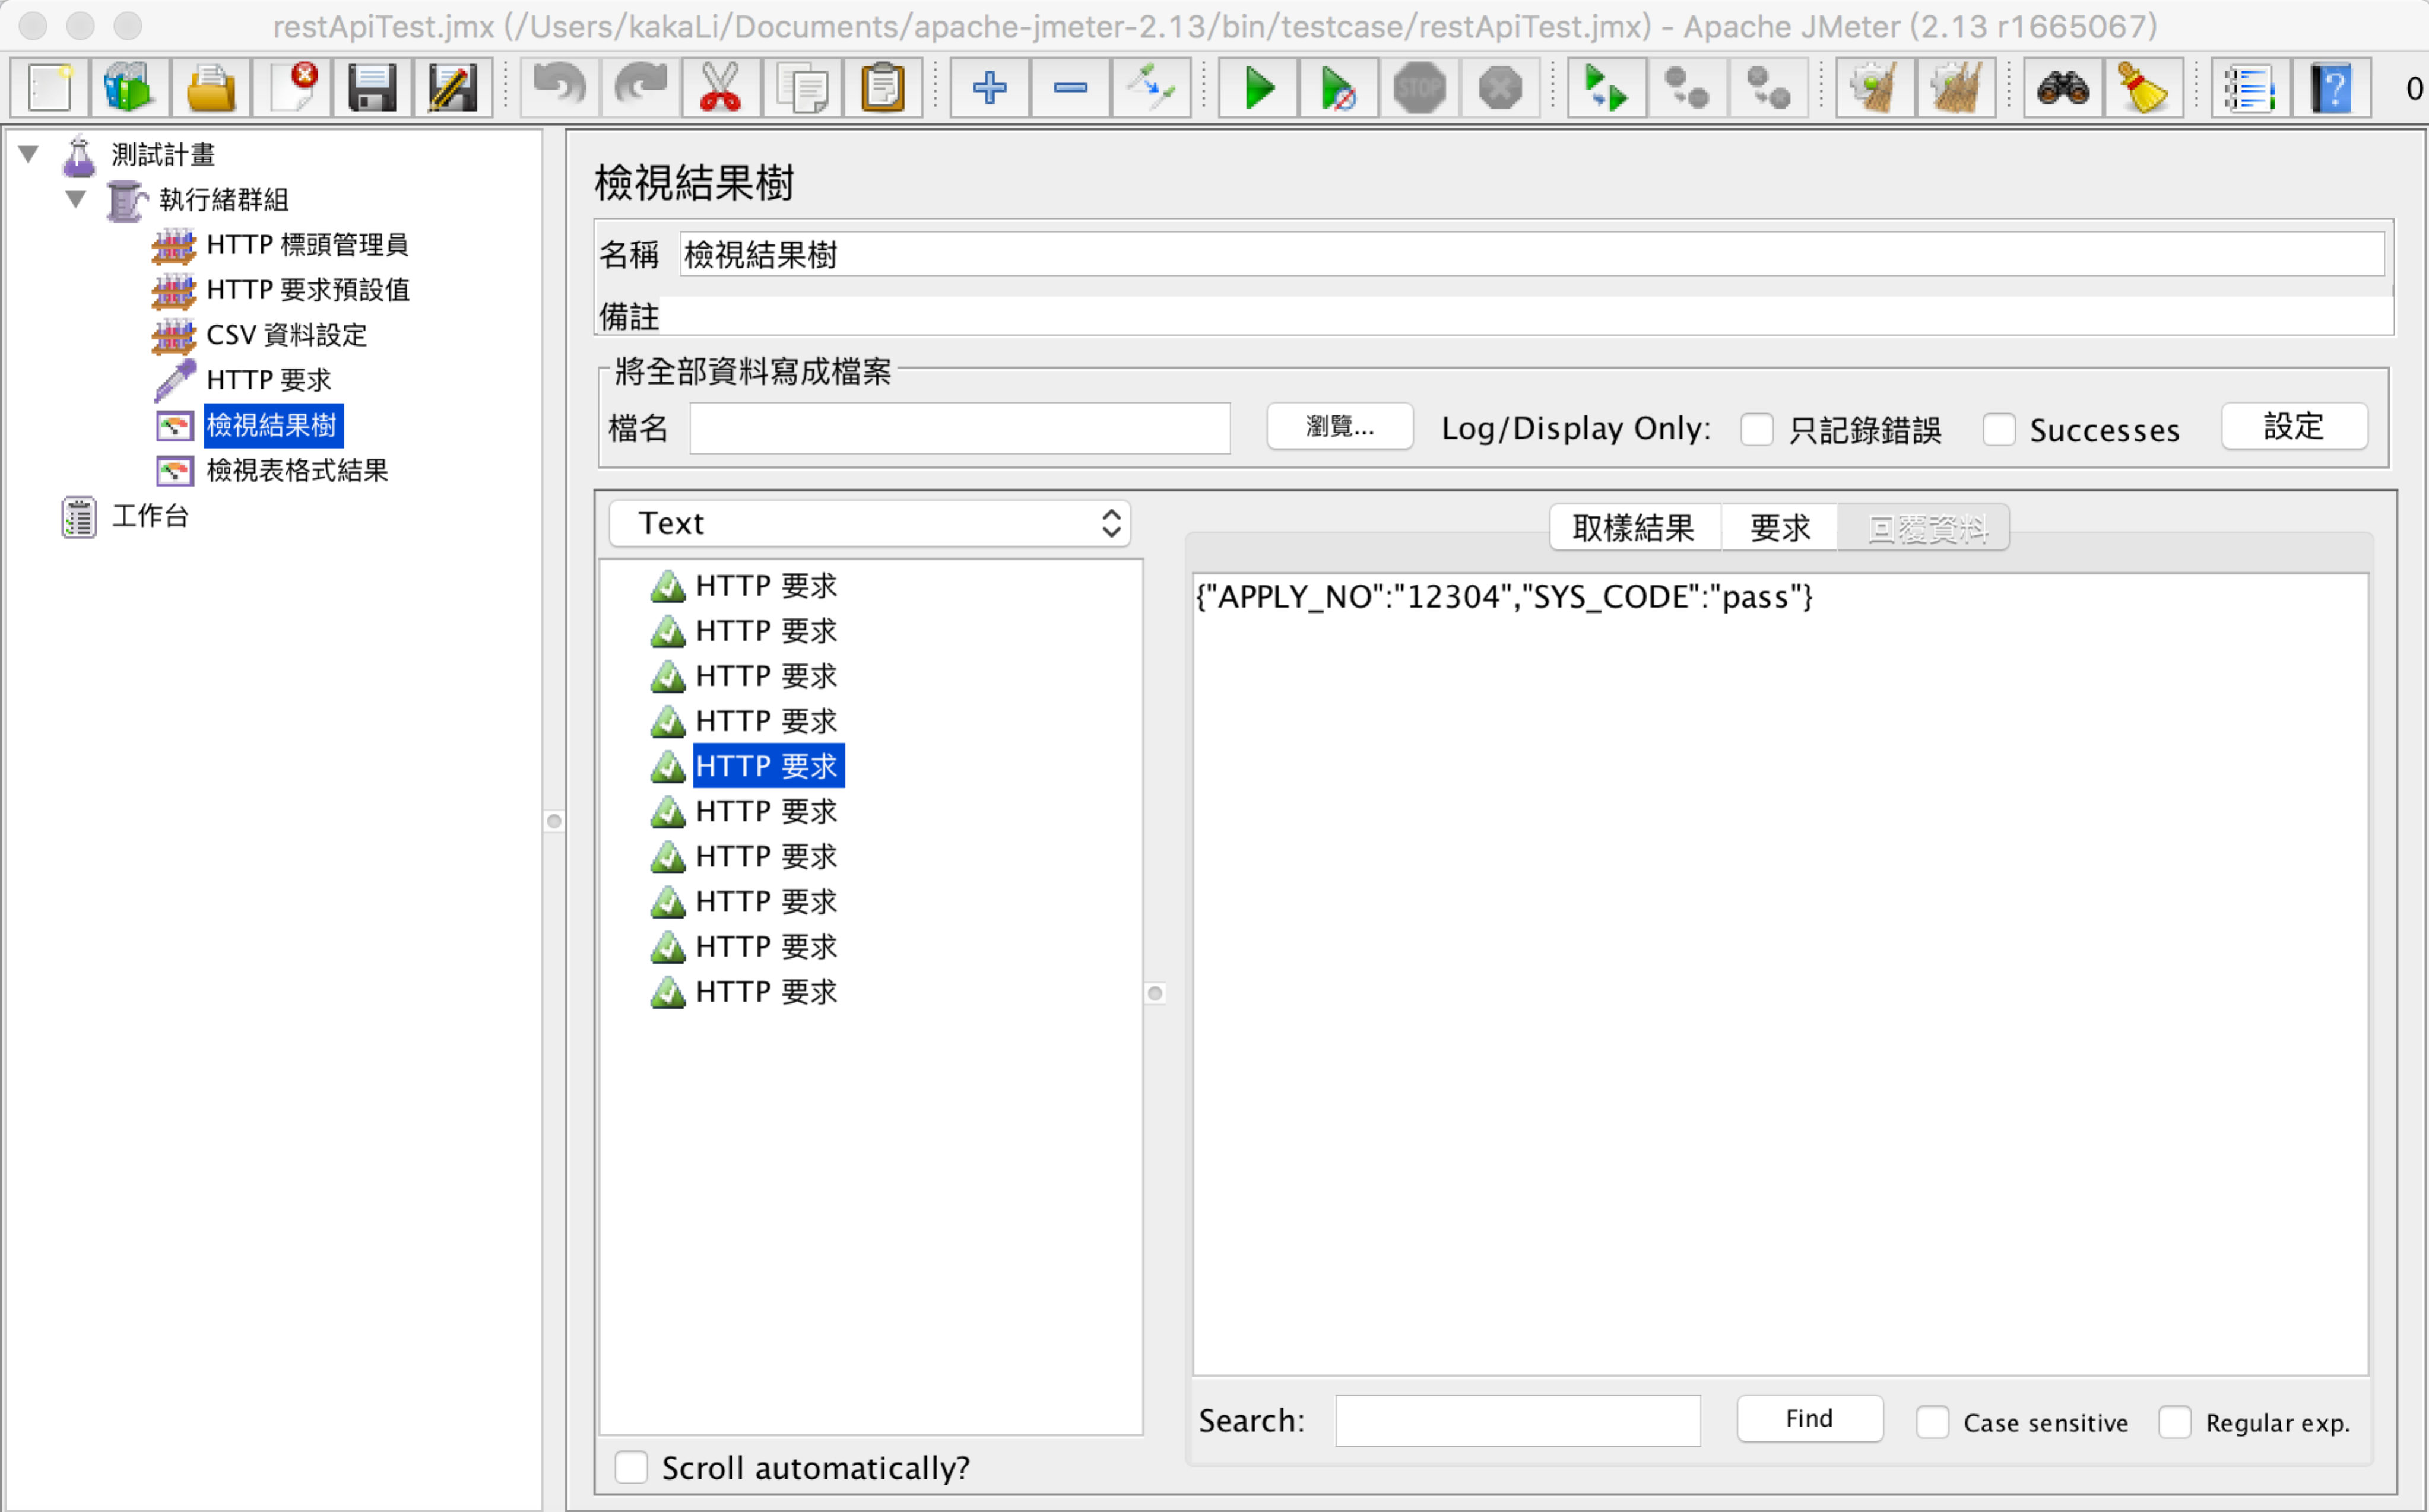 restApiTest.jmx (/Users/kakaLi/Documents/apache-jmeter-2.13/bin/testcase/restApiTest.jmx) - Apache JMeter (2.13 r1665067)
STOP
?
0
測試計畫
執行緒群組
HTTP 標頭管理員
HTTP 要求預設值
CSV 資料設定
HTTP 要求
檢視結果樹
檢視表格式結果
工作台
檢視結果樹
名稱 檢視結果樹
備註
將全部資料寫成檔案
檔名 瀏覽... Log/Display Only: 只記錄錯誤 Successes 設定
Text
HTTP 要求
HTTP 要求
HTTP 要求
HTTP 要求
HTTP 要求
HTTP 要求
HTTP 要求
HTTP 要求
HTTP 要求
HTTP 要求
Scroll automatically?
取樣結果 要求 回覆資料
{"APPLY_NO":"12304","SYS_CODE":"pass"}
Search: Find Case sensitive Regular exp.